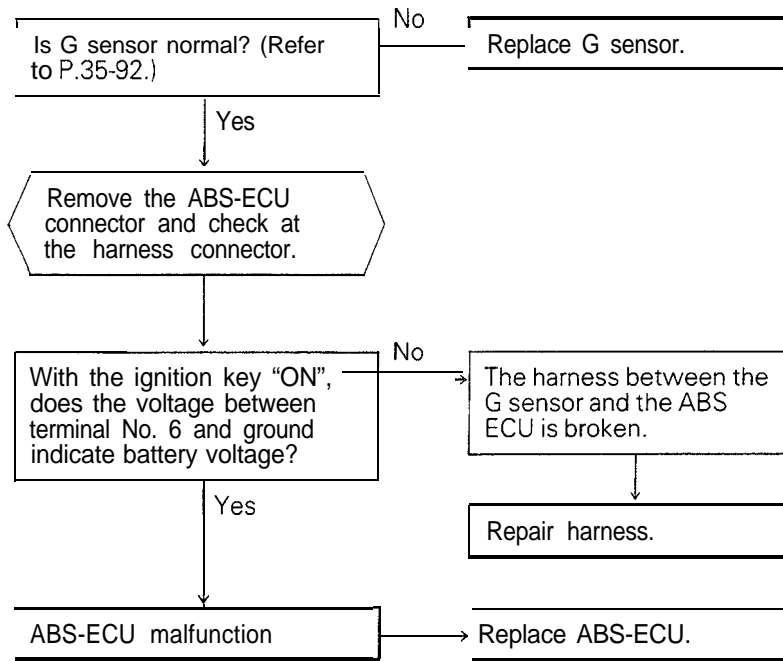 Is G sensor normal? (Refer
to P.35-92.)
No
Replace G sensor.
Yes
Remove the ABS-ECU
connector and check at
the harness connector.
With the ignition key “ON”,
does the voltage between
terminal No. 6 and ground
indicate battery voltage?
No
The harness between the
G sensor and the ABS
ECU is broken.
Yes
Repair harness.
ABS-ECU malfunction
Replace ABS-ECU.